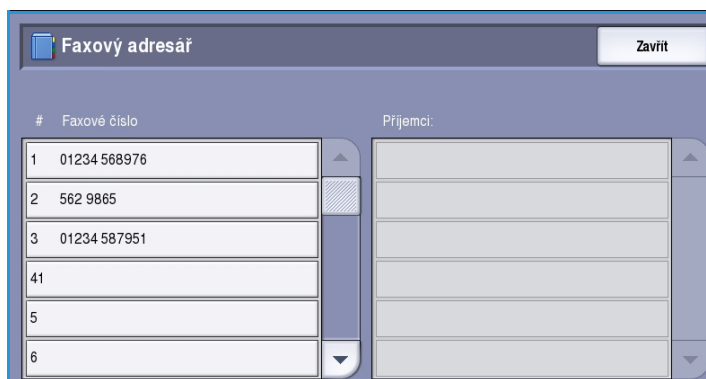 Faxový adresář
Zavřít
# Faxové číslo
Příjemci:
1 01234 568976
2 562 9865
3 01234 587951
41
5
6